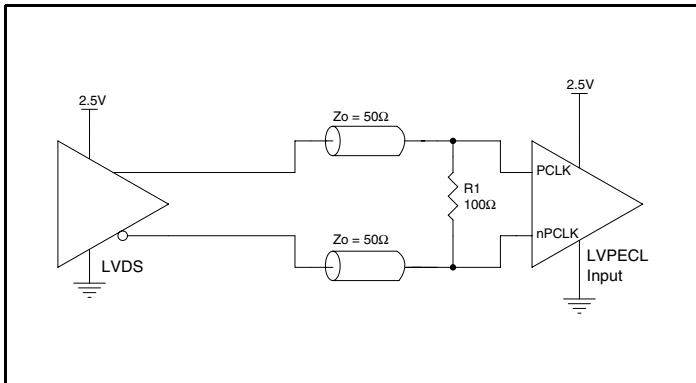 2.5V
2.5V
Zo = 50Ω
PCLK
R1
100Ω
Zo = 50Ω
nPCLK
LVDS
LVPECL
Input